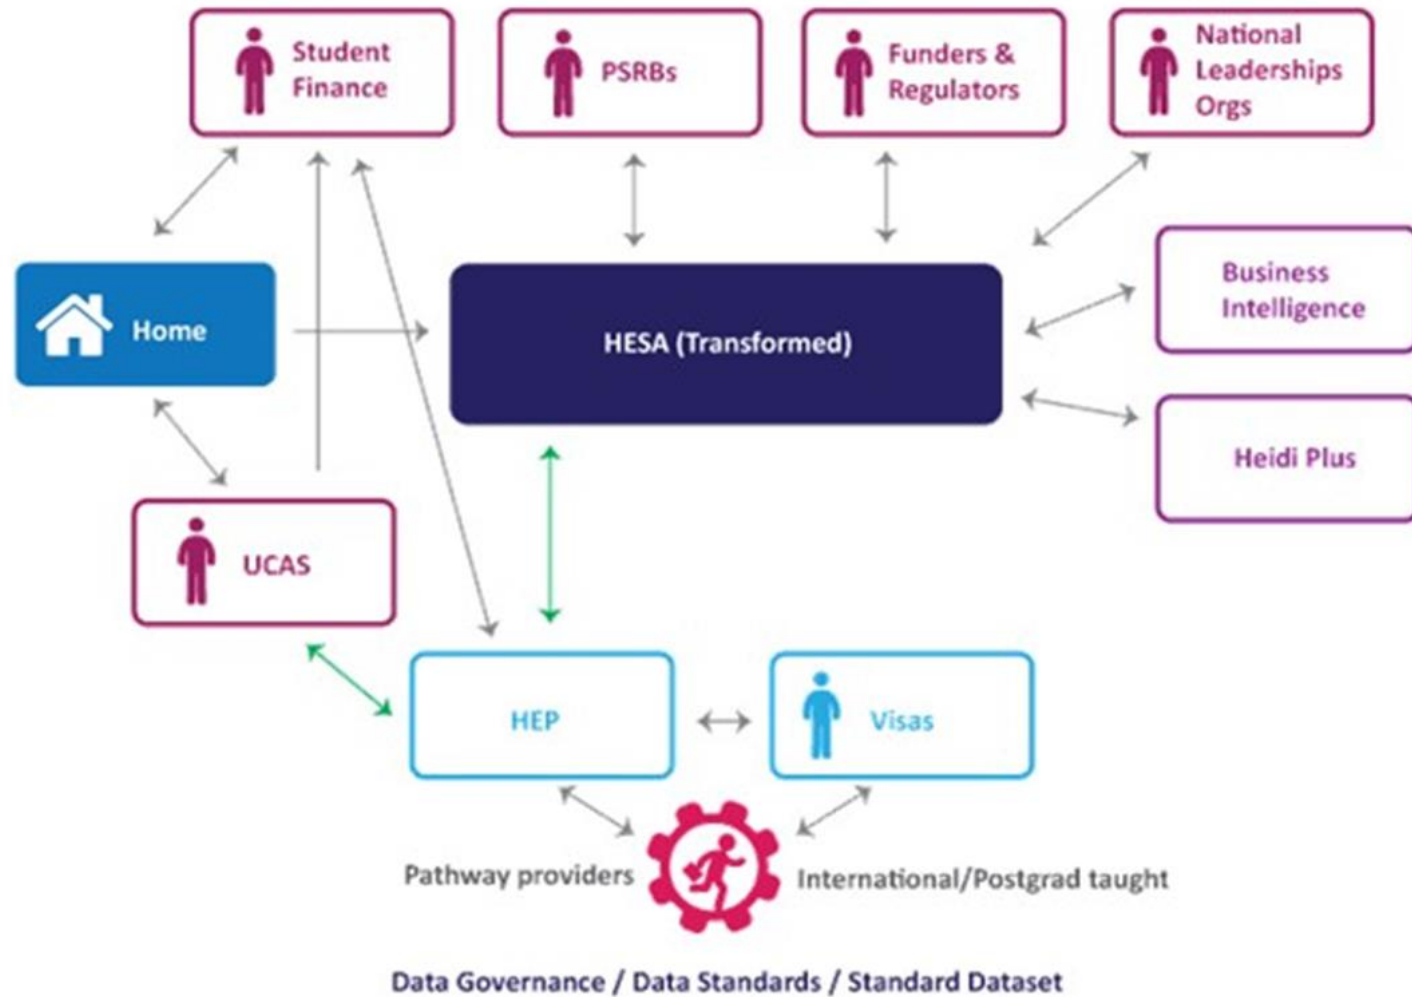 Student
Finance
PSRBs
Funders &
Regulators
National
Leaderships
Orgs
Home
HESA (Transformed)
Business
Intelligence
Heidi Plus
UCAS
HEP
Visas
Pathway providers
International/Postgrad taught
Data Governance / Data Standards / Standard Dataset